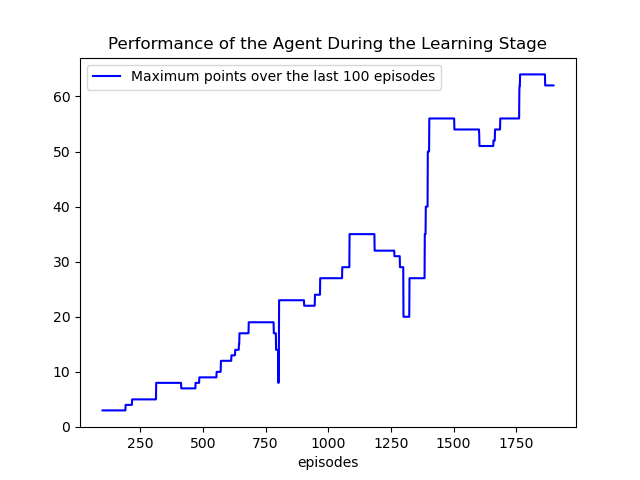 Performance of the Agent During the Learning Stage
Maximum points over the last 100 episodes
60
50
40
30
20
10
0
250 500 750 1000 1250 1500 1750
episodes